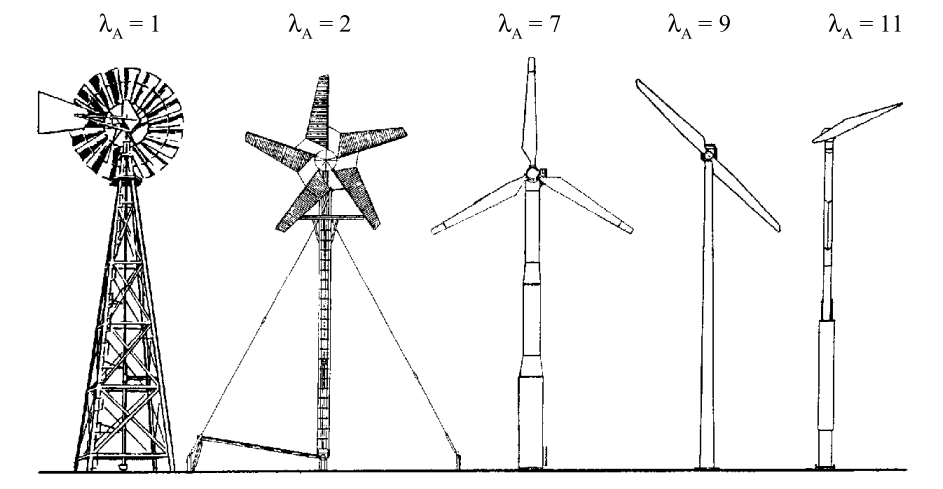 λA = 1 λA = 2 λA = 7 λA = 9 λA = 11